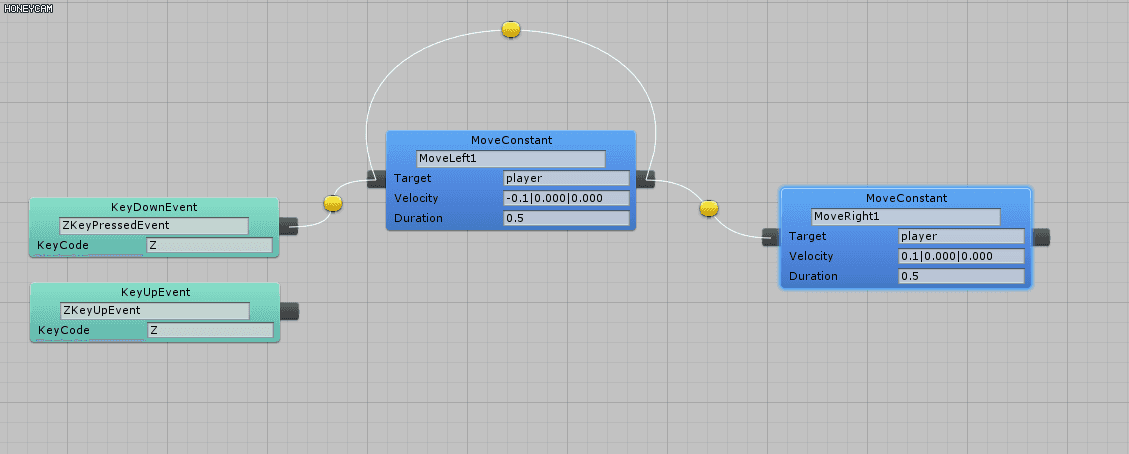 HONEYCAM
MoveConstant
MoveLeft1
Target player
Velocity -0.1|0.000|0.000
Duration 0.5
KeyDownEvent
ZKeyPressedEvent
KeyCode Z
KeyUpEvent
ZKeyUpEvent
KeyCode Z
MoveConstant
MoveRight1
Target player
Velocity 0.1|0.000|0.000
Duration 0.5